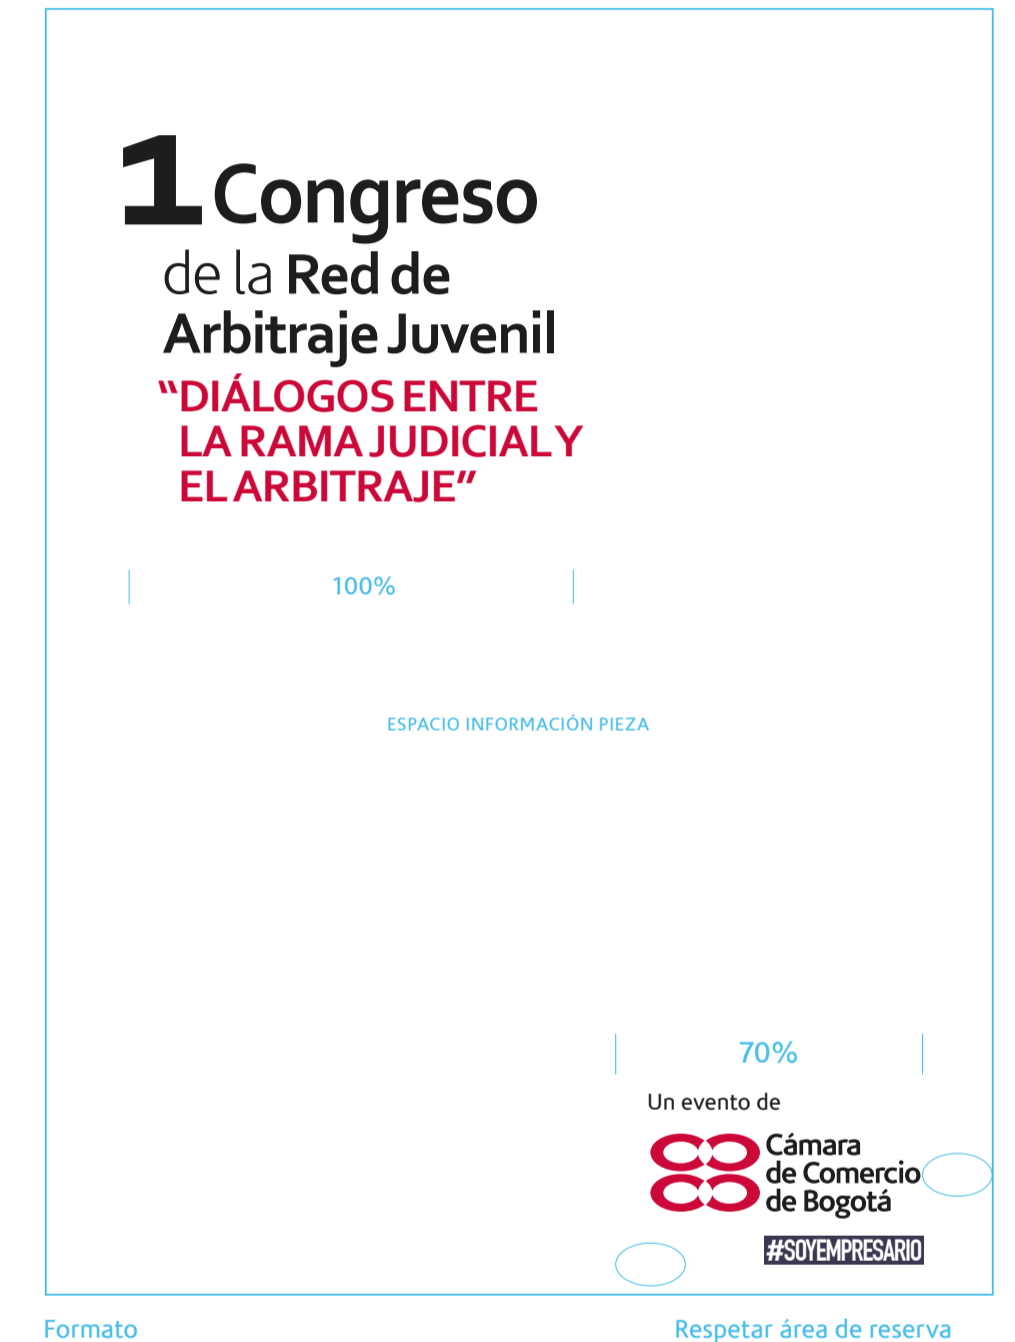 1 Congreso
de la Red de
Arbitraje Juvenil
“DIÁLOGOS ENTRE
LA RAMA JUDICIAL Y
EL ARBITRAJE”
100%
ESPACIO INFORMACIÓN PIEZA
70%
Un evento de
Cámara
de Comercio
de Bogotá
#SOYEMPRESARIO
Formato
Respetar área de reserva